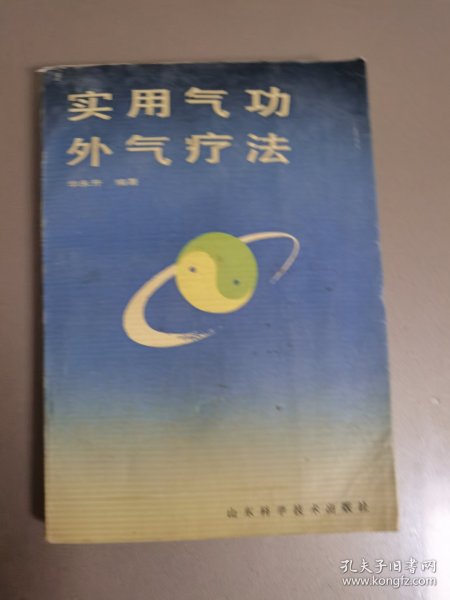 实用气功
外气疗法
编著
山东科学技术出版社
孔夫子旧书网
www.kongfz.com